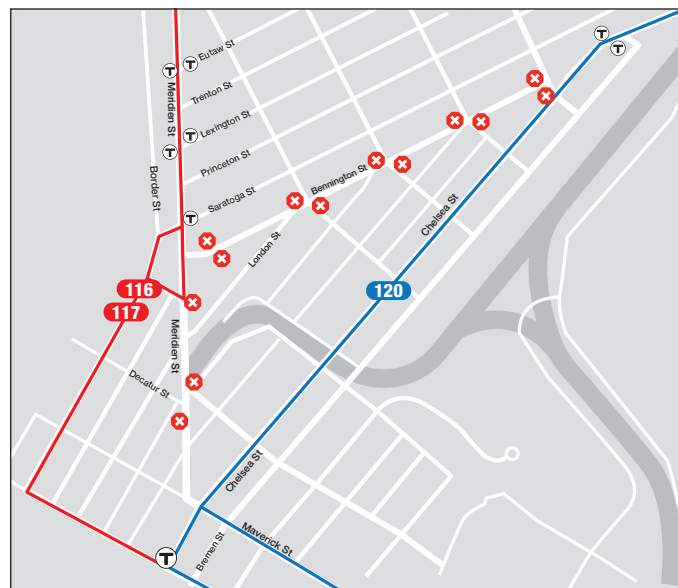 T
T
Eutaw St
T
T
Trenton St
Meridien St
T
Lexington St
T
Princeton St
Border St
Saratoga St
T
Bennington St
London St
Chelsea St
116
117
120
Meridien St
Decatur St
Chelsea St
Bremen St
Maverick St
T